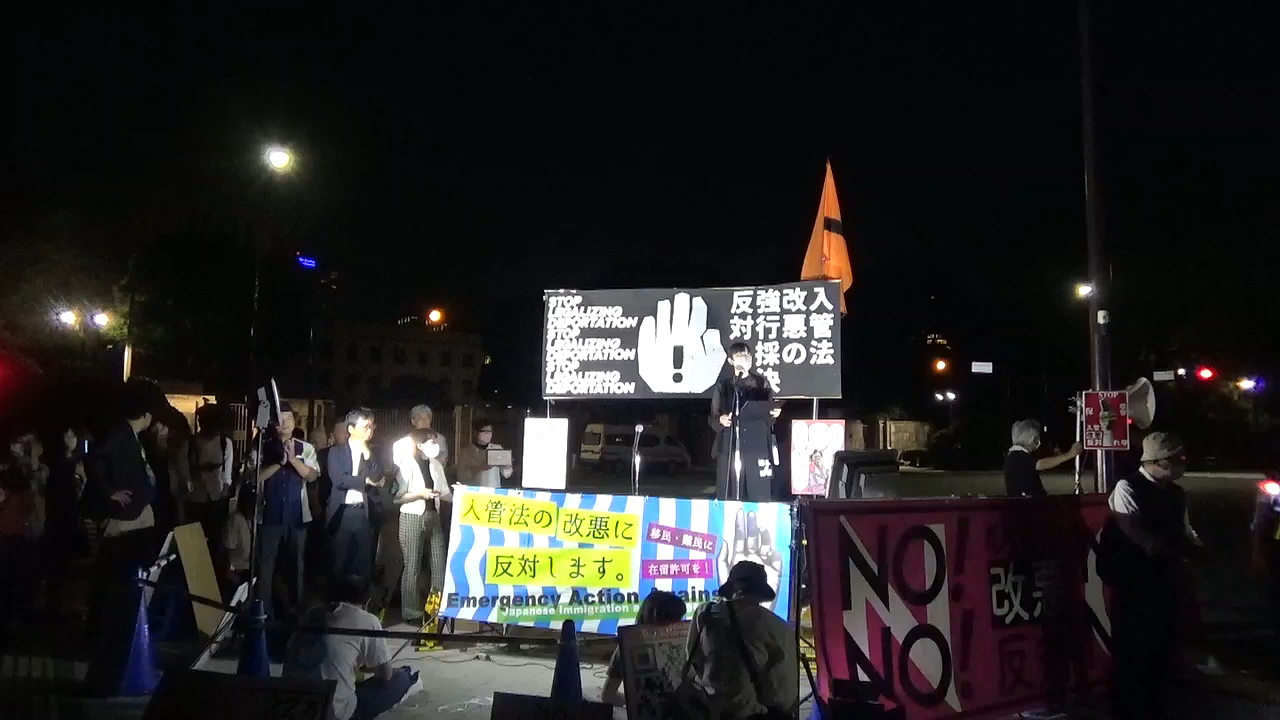 STOP
LEGALIZING
DEPORTATION
STOP
LEGALIZING
DEPORTATION
STOP
LEGALIZING
DEPORTATION
入管法
改悪の
強行採決
反対
入管法の改悪に
反対します。
移民・難民に
在留許可を!
Emergency Action
Japanese Immigration
NO!
NO!
改悪
反
STOP